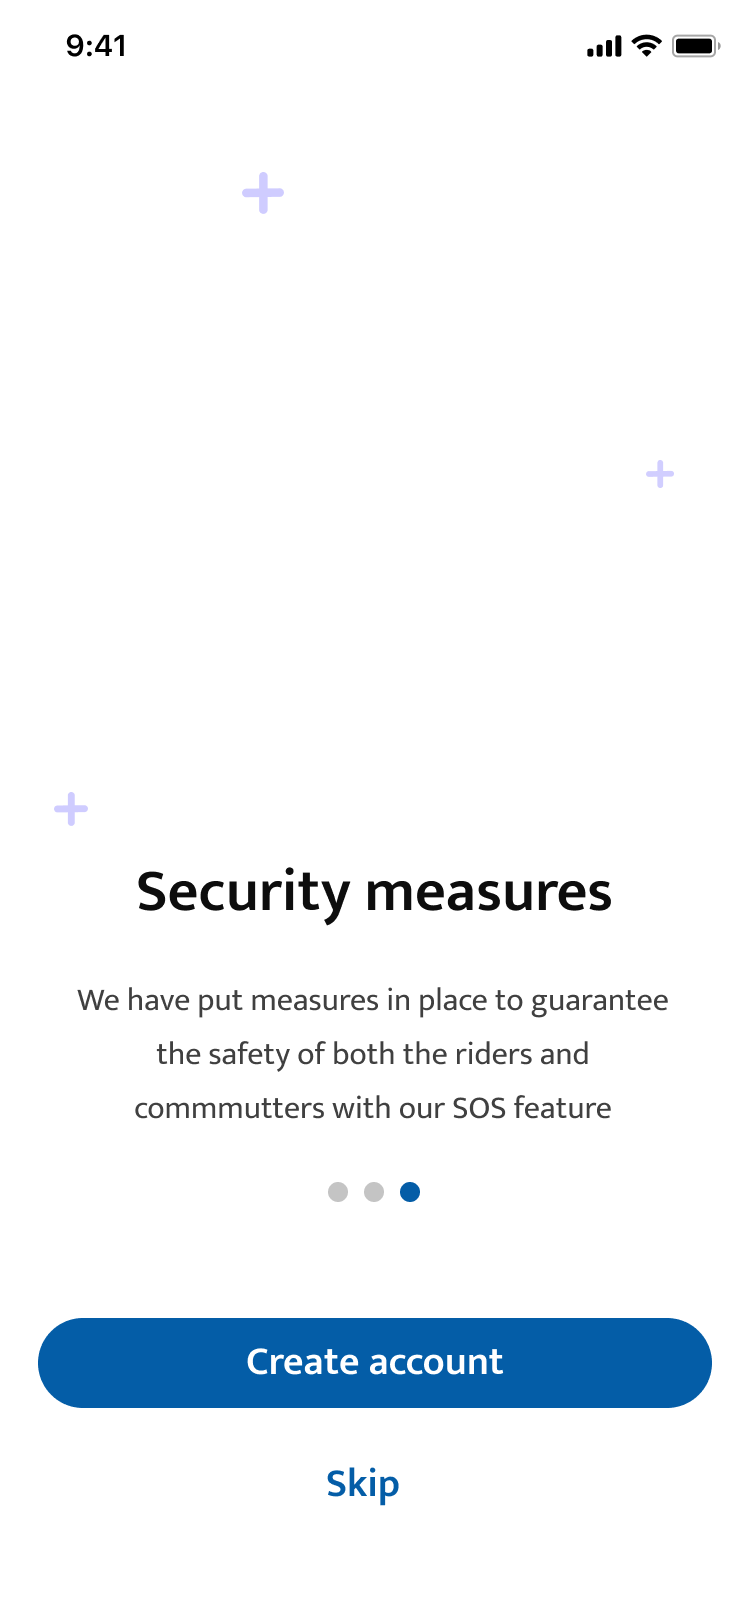 9:41
Security measures
We have put measures in place to guarantee
the safety of both the riders and
commmutters with our SOS feature
Create account
Skip